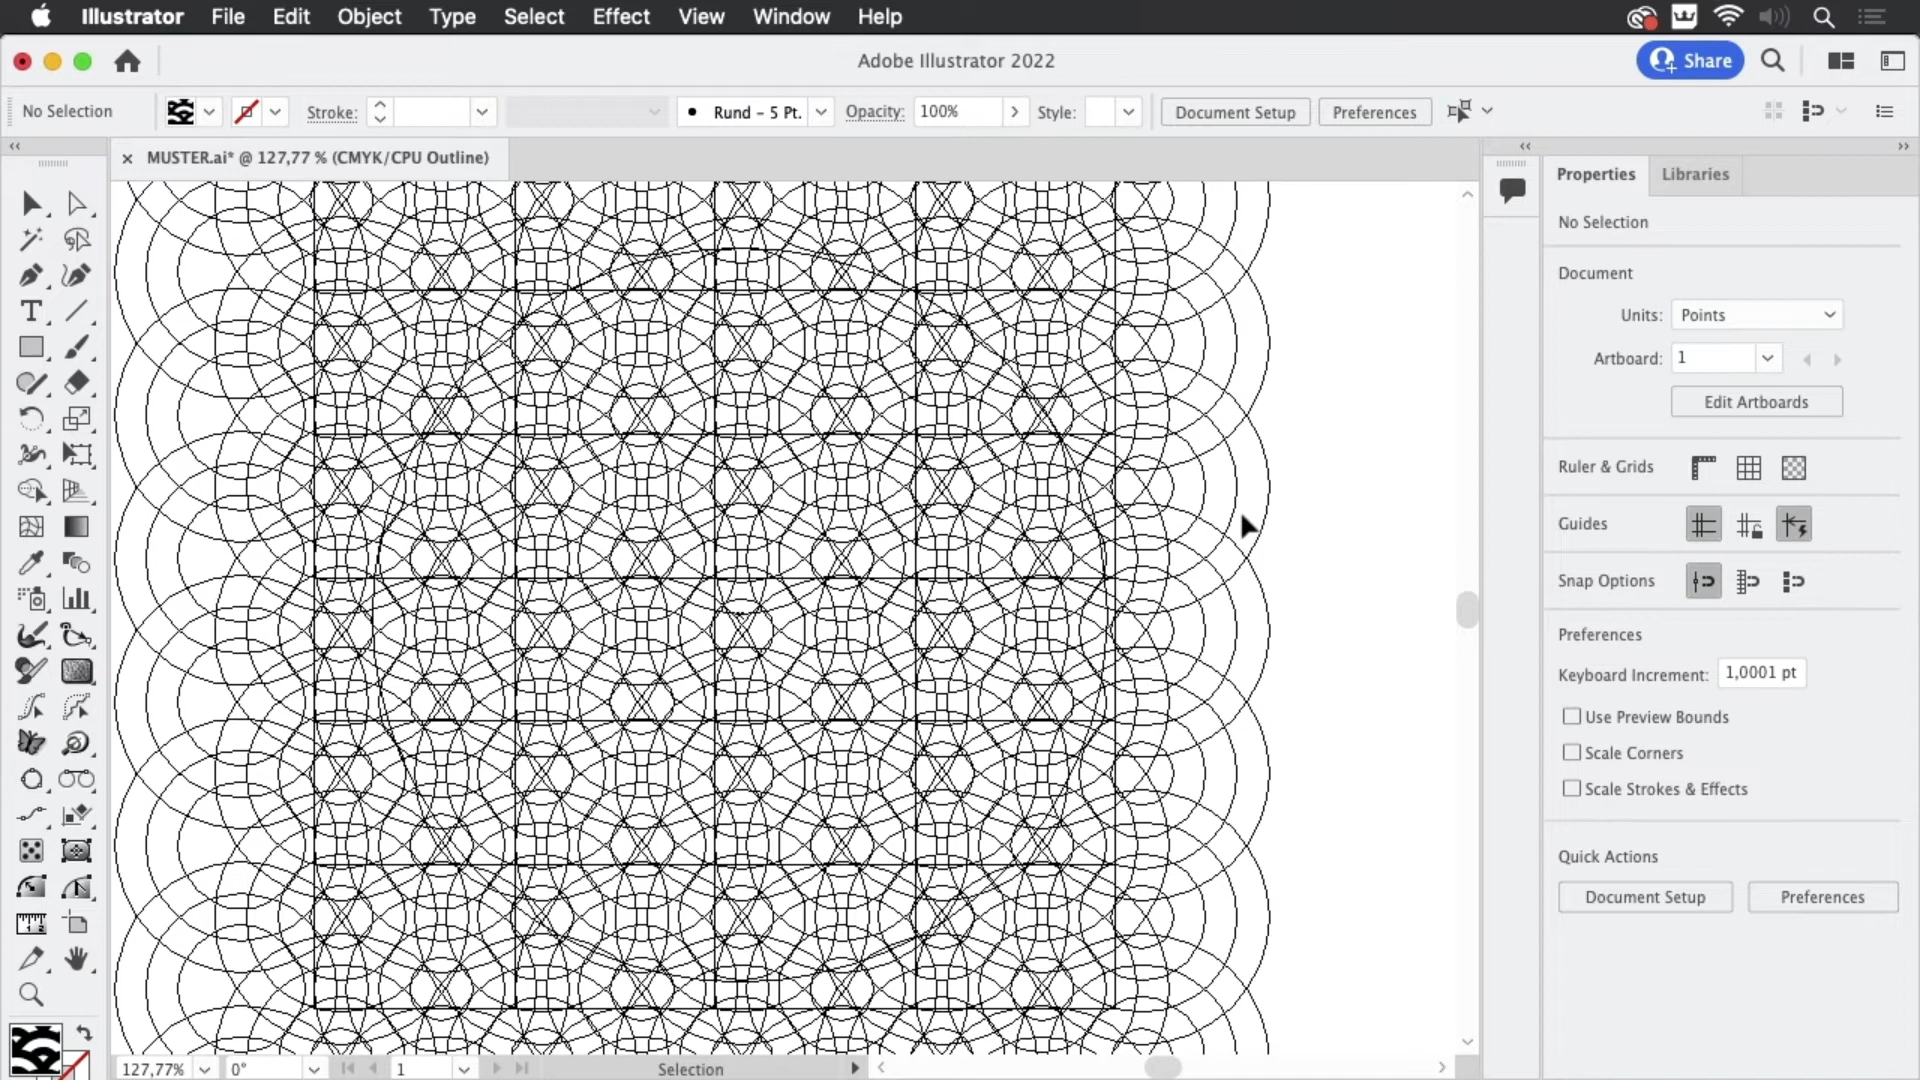 Illustrator File Edit Object Type Select Effect View Window Help
Adobe Illustrator 2022
Share
No Selection
Stroke:
Rund - 5 Pt.
Opacity: 100%
Style:
Document Setup
Preferences
MUSTER.ai* @ 127,77 % (CMYK/CPU Outline)
Properties
Libraries
No Selection
Document
Units: Points
Artboard: 1
Edit Artboards
Ruler & Grids
Guides
Snap Options
Preferences
Keyboard Increment: 1,0001 pt
Use Preview Bounds
Scale Corners
Scale Strokes & Effects
Quick Actions
Document Setup
Preferences
127,77%
0°
1
Selection